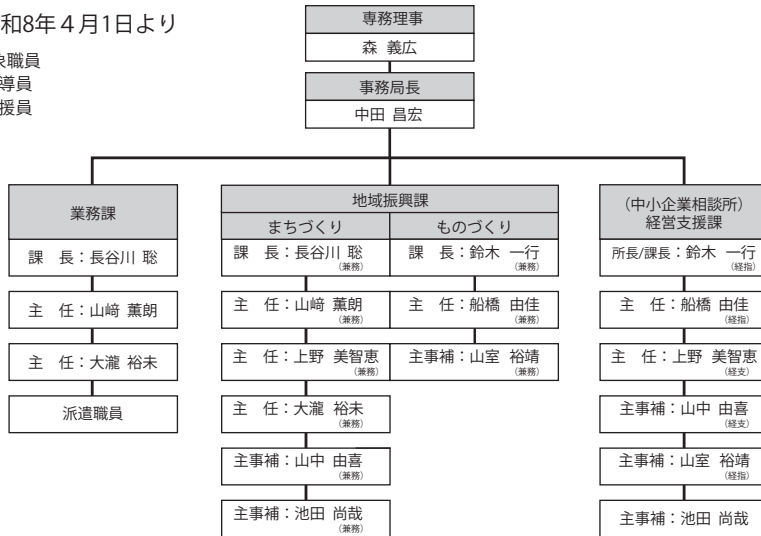 和8年４月1日より
象職員
導員
援員
専務理事
森 義広
事務局長
中田 昌宏
業務課
課　長：長谷川 聡
主　任：山﨑 薫朗
主　任：大瀧 裕未
派遣職員
地域振興課
まちづくり
課　長：長谷川 聡
(兼務)
主　任：山﨑 薫朗
(兼務)
主　任：上野 美智恵
(兼務)
主　任：大瀧 裕未
(兼務)
主事補：山中 由喜
(兼務)
主事補：池田 尚哉
(兼務)
ものづくり
課　長：鈴木 一行
(兼務)
主　任：船橋 由佳
(兼務)
主事補：山室 裕靖
(兼務)
（中小企業相談所）
経営支援課
所長/課長：鈴木 一行
(経指)
主　任：船橋 由佳
(経指)
主　任：上野 美智恵
(経支)
主事補：山中 由喜
(経支)
主事補：山室 裕靖
(経指)
主事補：池田 尚哉